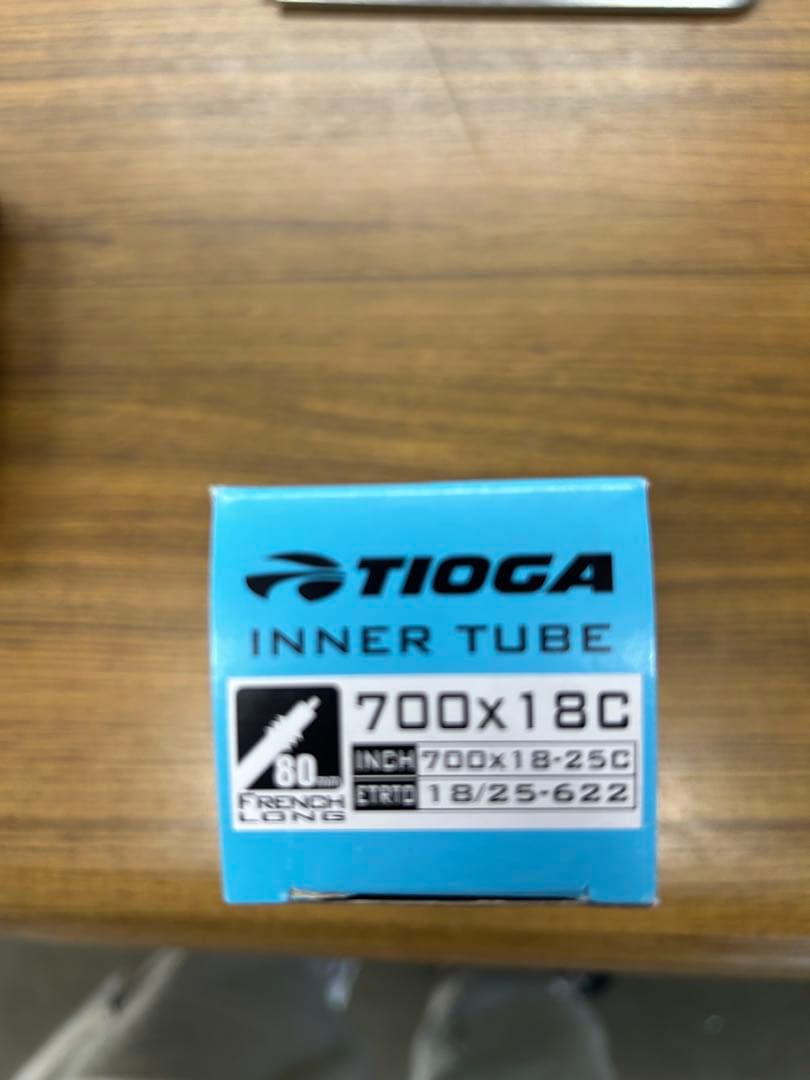 TIOGA
INNER TUBE
700x18C
INCH 700x18-25C
ETRTO 18/25-622
80mm
FRENCH
LONG